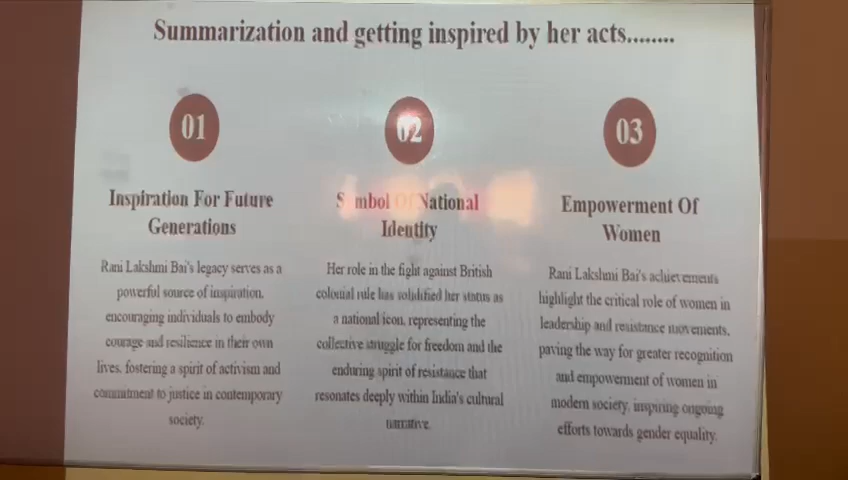 Summarization and getting inspired by her acts........
01
Inspiration For Future
Generations
Rani Lakshmi Bai's legacy serves as a
powerful source of inspiration,
encouraging individuals to embody
courage and resilience in their own
lives, fostering a spirit of activism and
commitment to justice in contemporary
society.
02
Symbol Of National
Identity
Her role in the fight against British
colonial rule has solidified her status as
a national icon, representing the
collective struggle for freedom and the
enduring spirit of resistance that
resonates deeply within India's cultural
narrative.
03
Empowerment Of
Women
Rani Lakshmi Bai's achievements
highlight the critical role of women in
leadership and resistance movements,
paving the way for greater recognition
and empowerment of women in
modern society, inspiring ongoing
efforts towards gender equality.